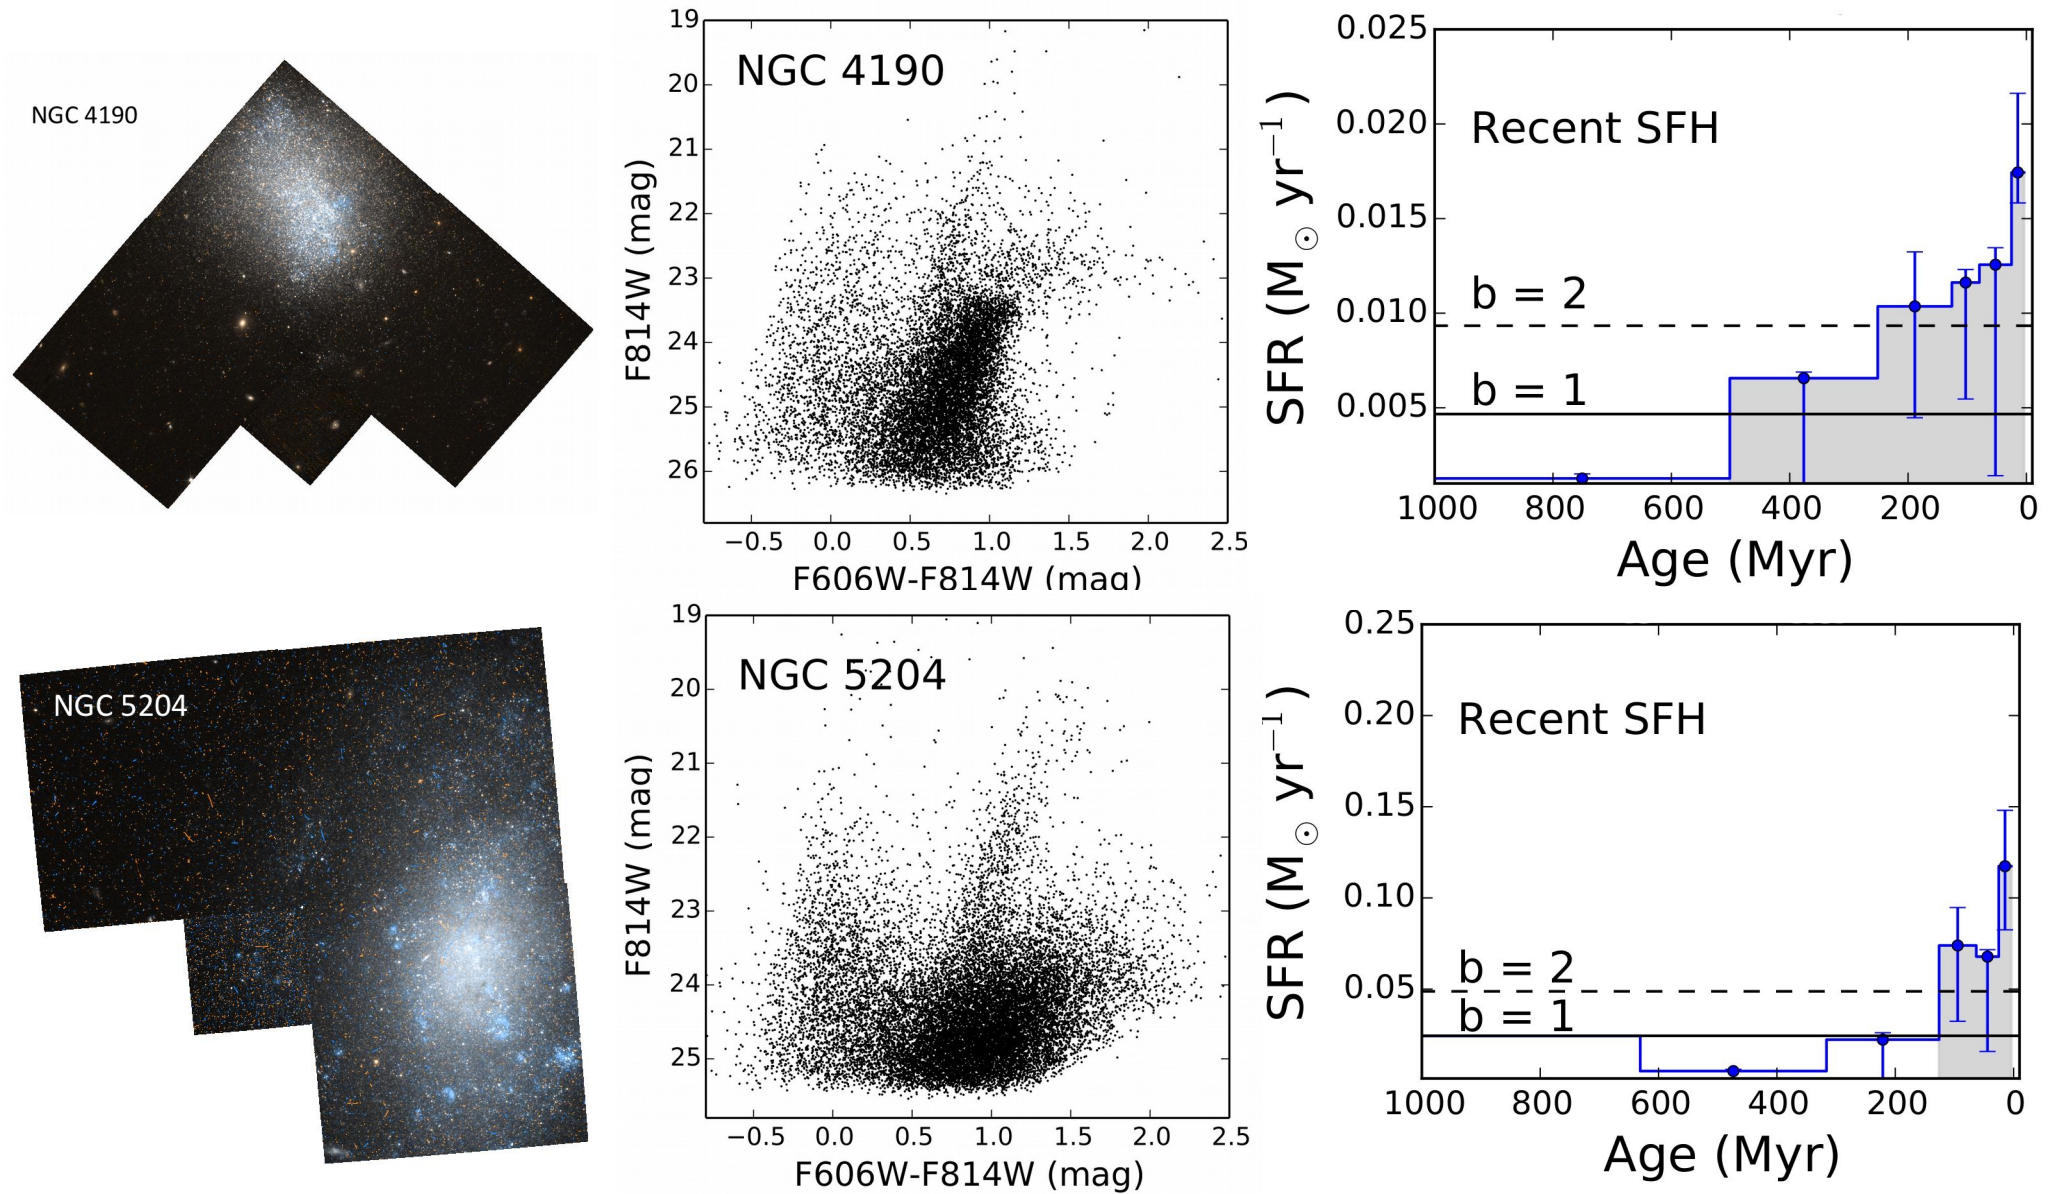 NGC 4190
19
20
21
22
23
24
25
26
F814W (mag)
NGC 4190
−0.5 0.0 0.5 1.0 1.5 2.0 2.5
F606W-F814W (mag)
0.025
0.020
0.015
0.010
0.005
SFR (M☉ yr−1)
Recent SFH
b = 2
b = 1
1000 800 600 400 200 0
Age (Myr)
NGC 5204
19
20
21
22
23
24
25
F814W (mag)
NGC 5204
−0.5 0.0 0.5 1.0 1.5 2.0 2.5
F606W-F814W (mag)
0.25
0.20
0.15
0.10
0.05
SFR (M☉ yr−1)
Recent SFH
b = 2
b = 1
1000 800 600 400 200 0
Age (Myr)